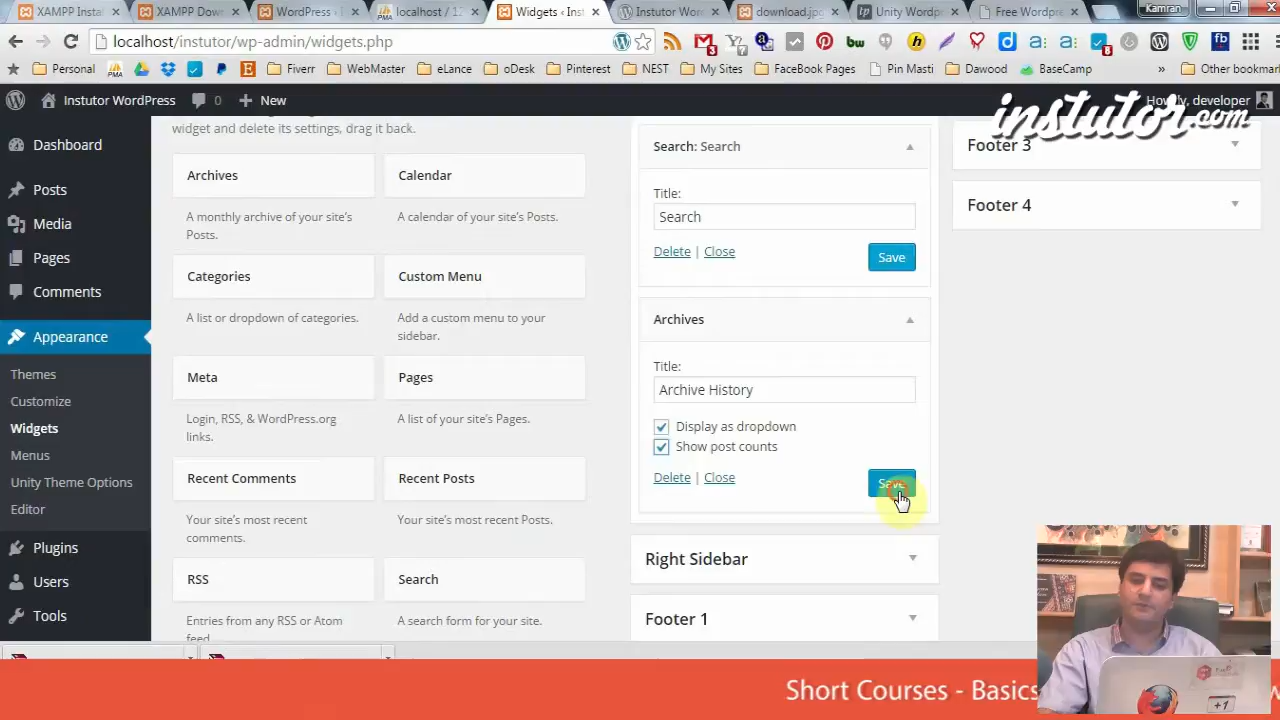 XAMPP Insta
XAMPP Dow
WordPress ›
localhost / 12
Widgets ‹ Inst
Instutor Wor
download.jp
Unity Wordp
Free Wordpre
Kamran
localhost/instutor/wp-admin/widgets.php
Personal
Fiverr
WebMaster
eLance
oDesk
Pinterest
NEST
My Sites
FaceBook Pages
Pin Masti
Dawood
BaseCamp
»
Other bookmar
Instutor WordPress
0
New
Howdy, developer
instutor.com
Dashboard
Posts
Media
Pages
Comments
Appearance
Themes
Customize
Widgets
Menus
Unity Theme Options
Editor
Plugins
Users
Tools
widget and delete its settings, drag it back.
Archives
A monthly archive of your site's
Posts.
Calendar
A calendar of your site's Posts.
Categories
A list or dropdown of categories.
Custom Menu
Add a custom menu to your
sidebar.
Meta
Login, RSS, & WordPress.org
links.
Pages
A list of your site's Pages.
Recent Comments
Your site's most recent
comments.
Recent Posts
Your site's most recent Posts.
RSS
Entries from any RSS or Atom
feed.
Search
A search form for your site.
Search: Search
Title:
Search
Delete | Close
Save
Archives
Title:
Archive History
Display as dropdown
Show post counts
Delete | Close
Save
Right Sidebar
Footer 1
Footer 3
Footer 4
Short Courses - Basics
+1